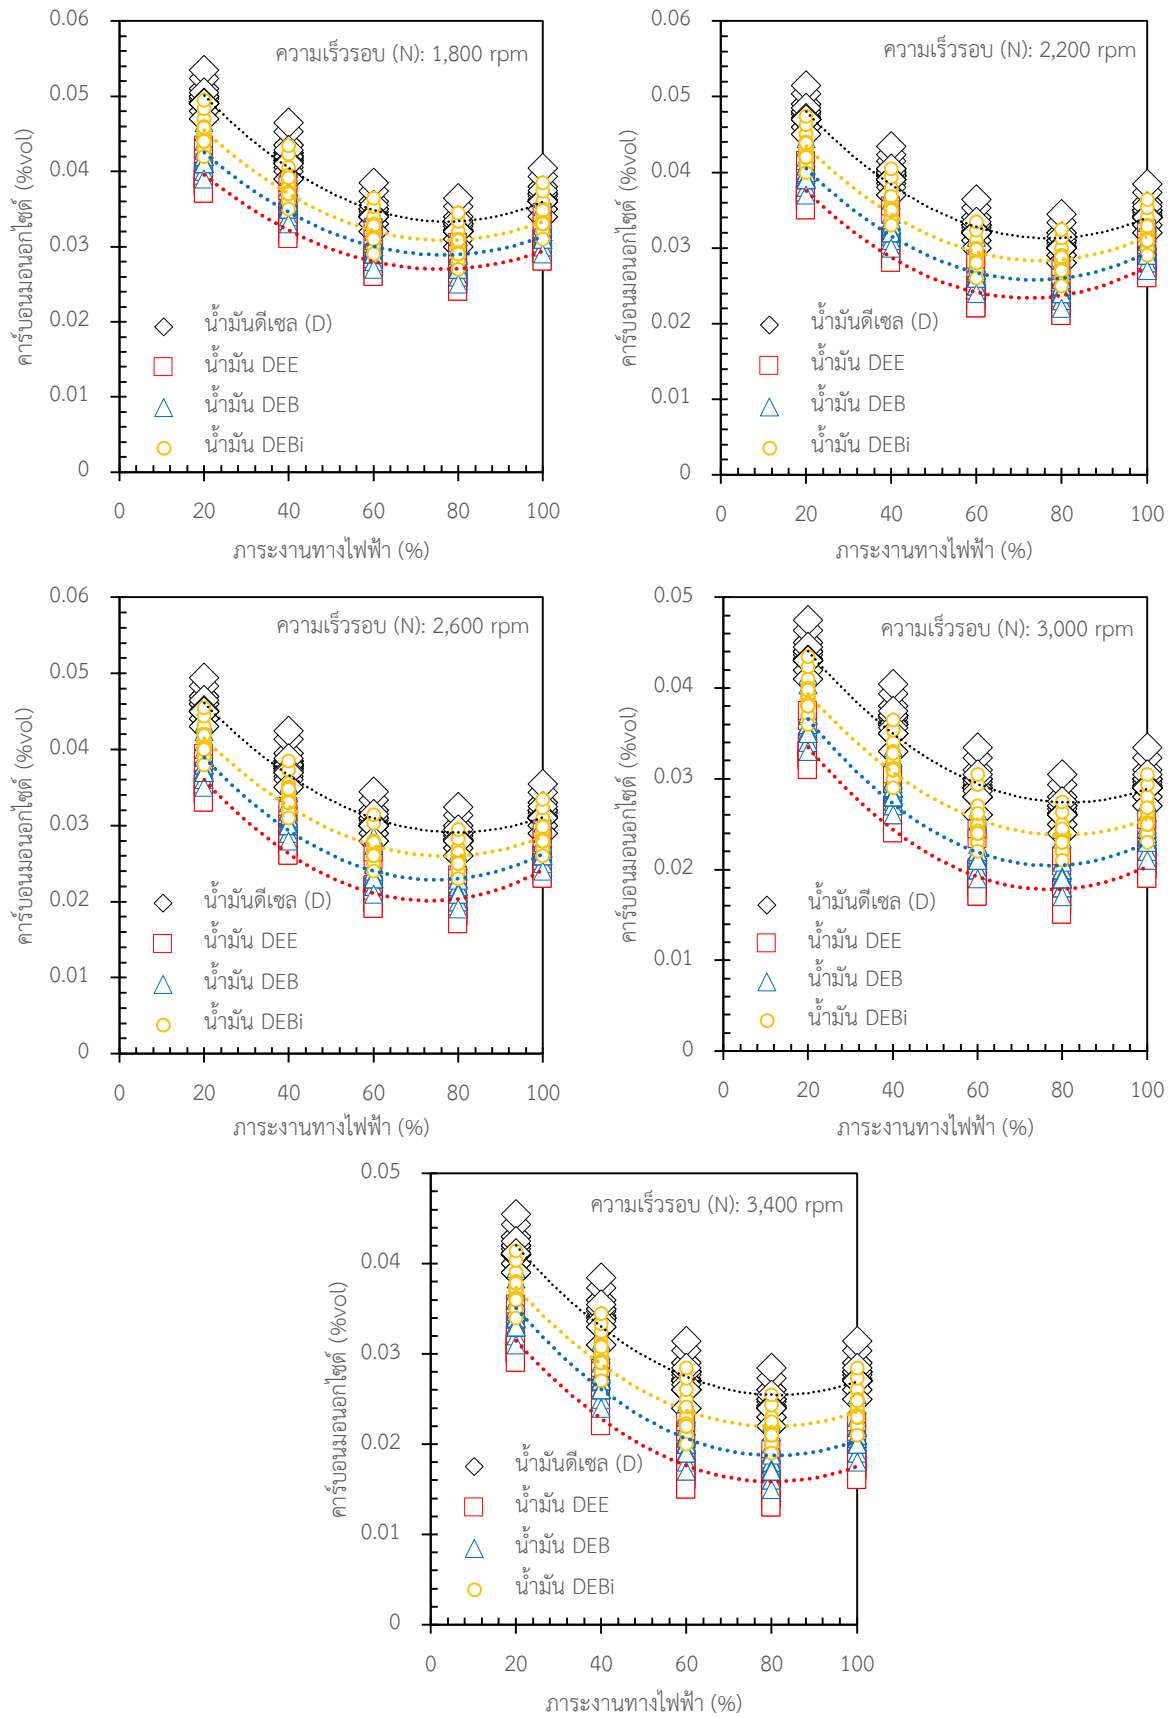 ความเร็วรอบ (N): 1,800 rpm
คาร์บอนมอนอกไซด์ (%vol)
0.06
0.05
0.04
0.03
0.02
0.01
0
น้ำมันดีเซล (D)
น้ำมัน DEE
น้ำมัน DEB
น้ำมัน DEBi
0 20 40 60 80 100
ภาระงานทางไฟฟ้า (%)
ความเร็วรอบ (N): 2,200 rpm
คาร์บอนมอนอกไซด์ (%vol)
0.06
0.05
0.04
0.03
0.02
0.01
0
น้ำมันดีเซล (D)
น้ำมัน DEE
น้ำมัน DEB
น้ำมัน DEBi
0 20 40 60 80 100
ภาระงานทางไฟฟ้า (%)
ความเร็วรอบ (N): 2,600 rpm
คาร์บอนมอนอกไซด์ (%vol)
0.06
0.05
0.04
0.03
0.02
0.01
0
น้ำมันดีเซล (D)
น้ำมัน DEE
น้ำมัน DEB
น้ำมัน DEBi
0 20 40 60 80 100
ภาระงานทางไฟฟ้า (%)
ความเร็วรอบ (N): 3,000 rpm
คาร์บอนมอนอกไซด์ (%vol)
0.05
0.04
0.03
0.02
0.01
0
น้ำมันดีเซล (D)
น้ำมัน DEE
น้ำมัน DEB
น้ำมัน DEBi
0 20 40 60 80 100
ภาระงานทางไฟฟ้า (%)
ความเร็วรอบ (N): 3,400 rpm
คาร์บอนมอนอกไซด์ (%vol)
0.05
0.04
0.03
0.02
0.01
0
น้ำมันดีเซล (D)
น้ำมัน DEE
น้ำมัน DEB
น้ำมัน DEBi
0 20 40 60 80 100
ภาระงานทางไฟฟ้า (%)